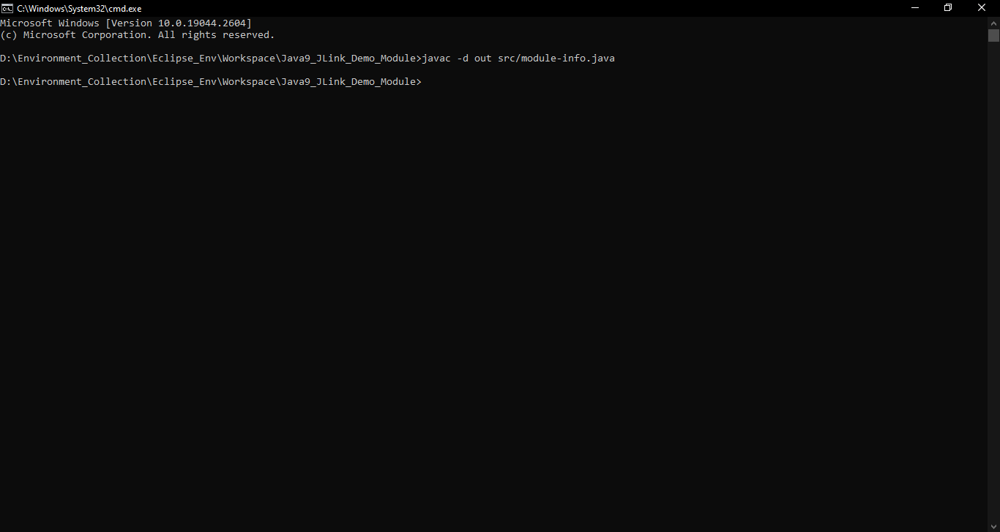 C:\Windows\System32\cmd.exe
Microsoft Windows [Version 10.0.19044.2604]
(c) Microsoft Corporation. All rights reserved.
D:\Environment_Collection\Eclipse_Env\Workspace\Java9_JLink_Demo_Module>javac -d out src/module-info.java
D:\Environment_Collection\Eclipse_Env\Workspace\Java9_JLink_Demo_Module>